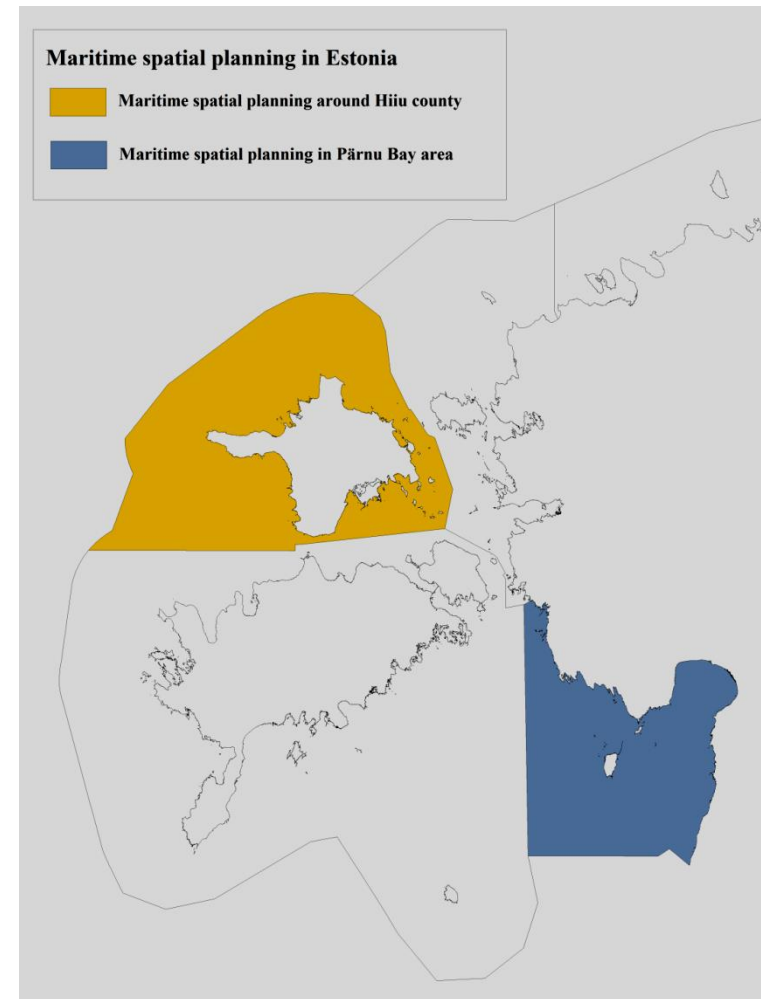 Maritime spatial planning in Estonia
Maritime spatial planning around Hiiu county
Maritime spatial planning in Pärnu Bay area